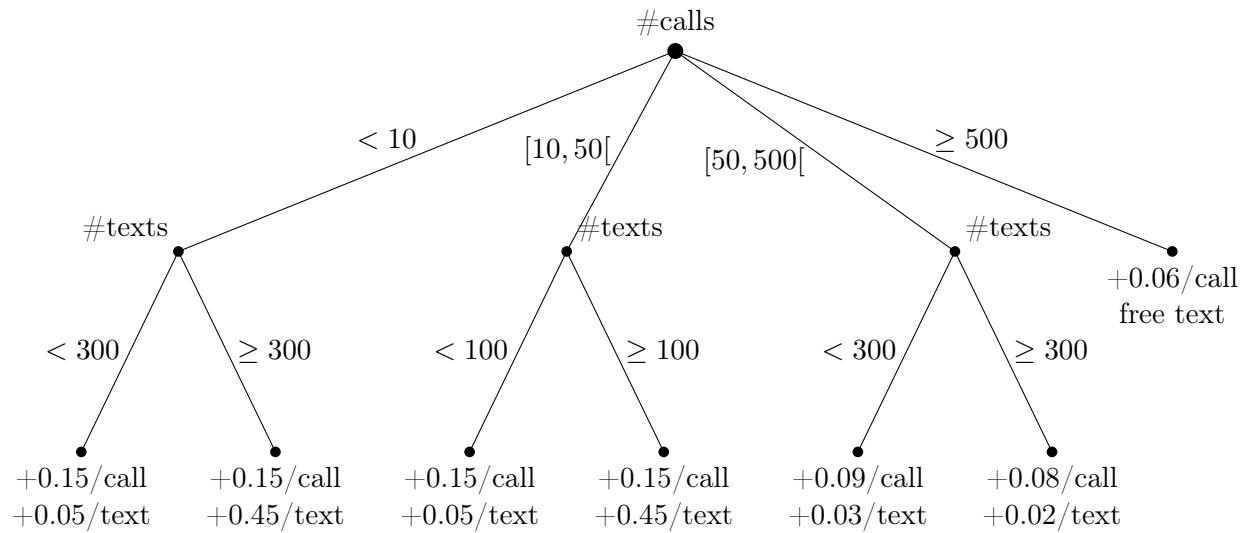 #calls
< 10
[10, 50[
[50, 500[
≥ 500
#texts
#texts
#texts
+0.06/call
free text
< 300
≥ 300
< 100
≥ 100
< 300
≥ 300
+0.15/call
+0.05/text
+0.15/call
+0.45/text
+0.15/call
+0.05/text
+0.15/call
+0.45/text
+0.09/call
+0.03/text
+0.08/call
+0.02/text